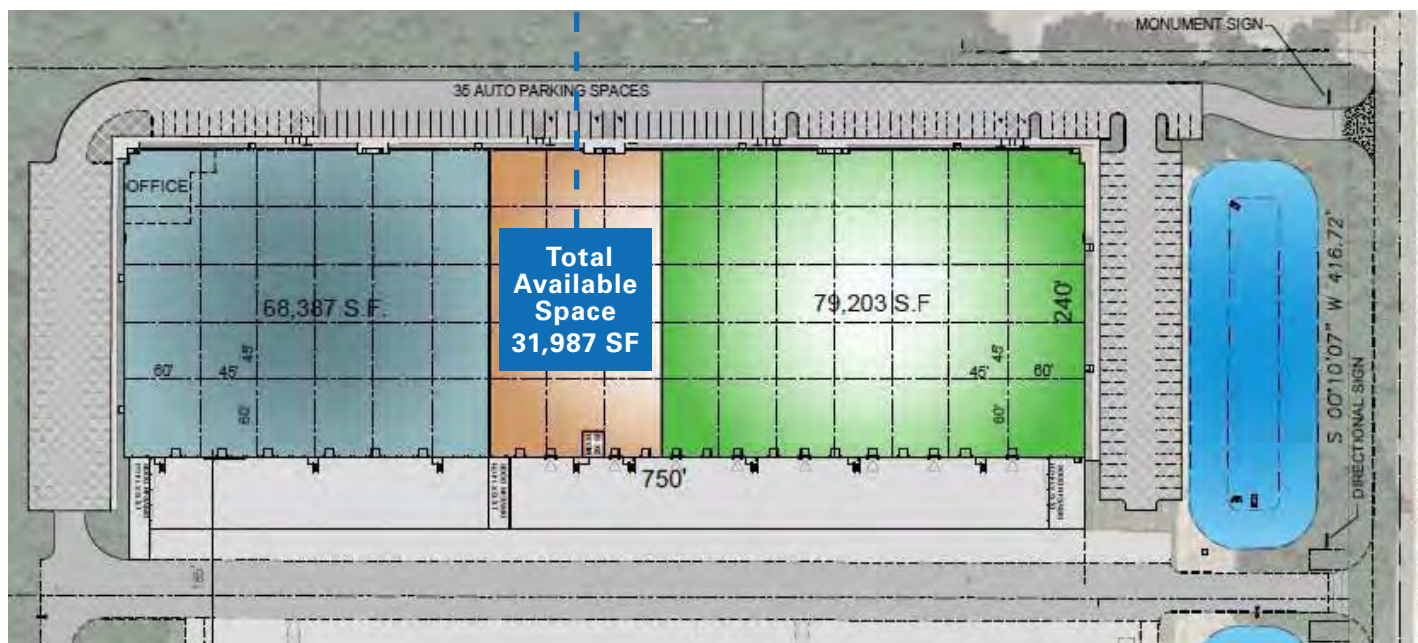 MONUMENT SIGN
35 AUTO PARKING SPACES
OFFICE
Total
Available
Space
31,987 SF
68,387 S.F.
79,203 S.F
240'
60'
45'
45'
60'
45'
60'
45'
60'
750'
S 00°10'07" W 416.72'
DIRECTIONAL SIGN
185'